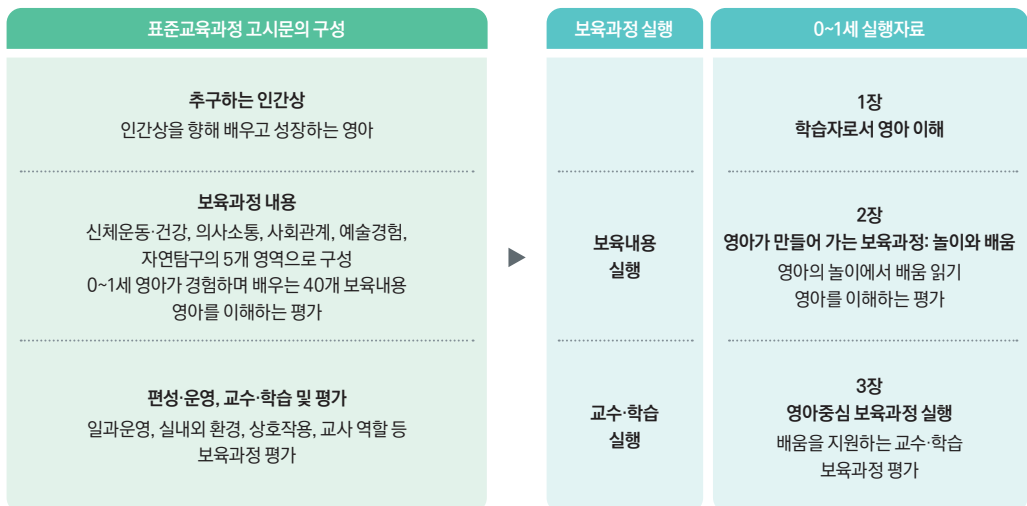 표준교육과정 고시문의 구성
추구하는 인간상
인간상을 향해 배우고 성장하는 영아
보육과정 내용
신체운동·건강, 의사소통, 사회관계, 예술경험,
자연탐구의 5개 영역으로 구성
0~1세 영아가 경험하며 배우는 40개 보육내용
영아를 이해하는 평가
편성·운영, 교수·학습 및 평가
일과운영, 실내외 환경, 상호작용, 교사 역할 등
보육과정 평가
▶
보육과정 실행
0~1세 실행자료
1장
학습자로서 영아 이해
보육내용
실행
2장
영아가 만들어 가는 보육과정: 놀이와 배움
영아의 놀이에서 배움 읽기
영아를 이해하는 평가
교수·학습
실행
3장
영아중심 보육과정 실행
배움을 지원하는 교수·학습
보육과정 평가